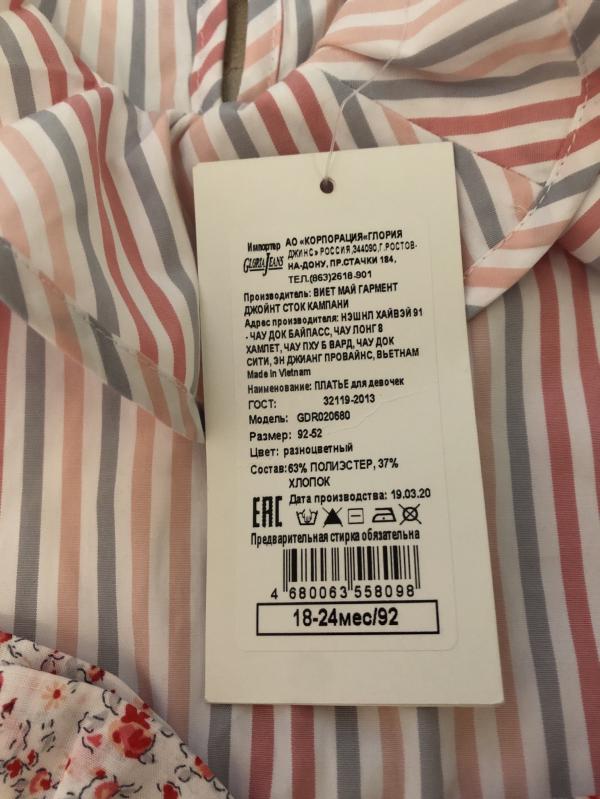 Импортер АО «КОРПОРАЦИЯ«ГЛОРИЯ
GLORIA JEANS ДЖИНС» РОССИЯ,344090,Г.РОСТОВ-
НА-ДОНУ, ПР.СТАЧКИ 184,
ТЕЛ.(863)2618-901
Производитель: ВИЕТ МАЙ ГАРМЕНТ
ДЖОЙНТ СТОК КАМПАНИ
Адрес производителя: НЭШНЛ ХАЙВЭЙ 91
- ЧАУ ДОК БАЙПАСС, ЧАУ ЛОНГ 8
ХАМЛЕТ, ЧАУ ПХУ Б ВАРД, ЧАУ ДОК
СИТИ, ЭН ДЖИАНГ ПРОВАЙНС, ВЬЕТНАМ
Made in Vietnam
Наименование: ПЛАТЬЕ для девочек
ГОСТ: 32119-2013
Модель: GDR020680
Размер: 92-52
Цвет: разноцветный
Состав:63% ПОЛИЭСТЕР, 37%
ХЛОПОК
EAC Дата производства: 19.03.20
Предварительная стирка обязательна
4 680063 558098
18-24мес/92